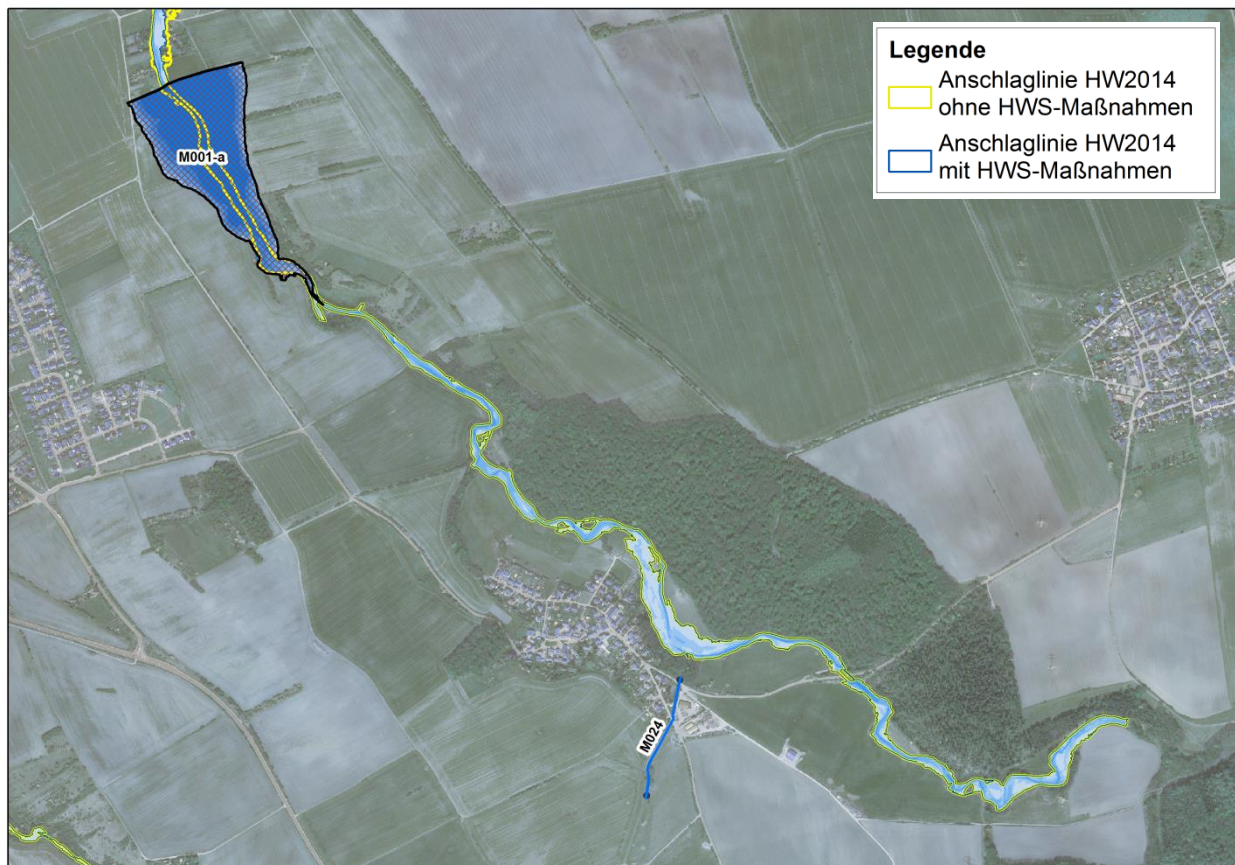 Legende
Anschlaglinie HW2014
ohne HWS-Maßnahmen
Anschlaglinie HW2014
mit HWS-Maßnahmen
M001-a
M024